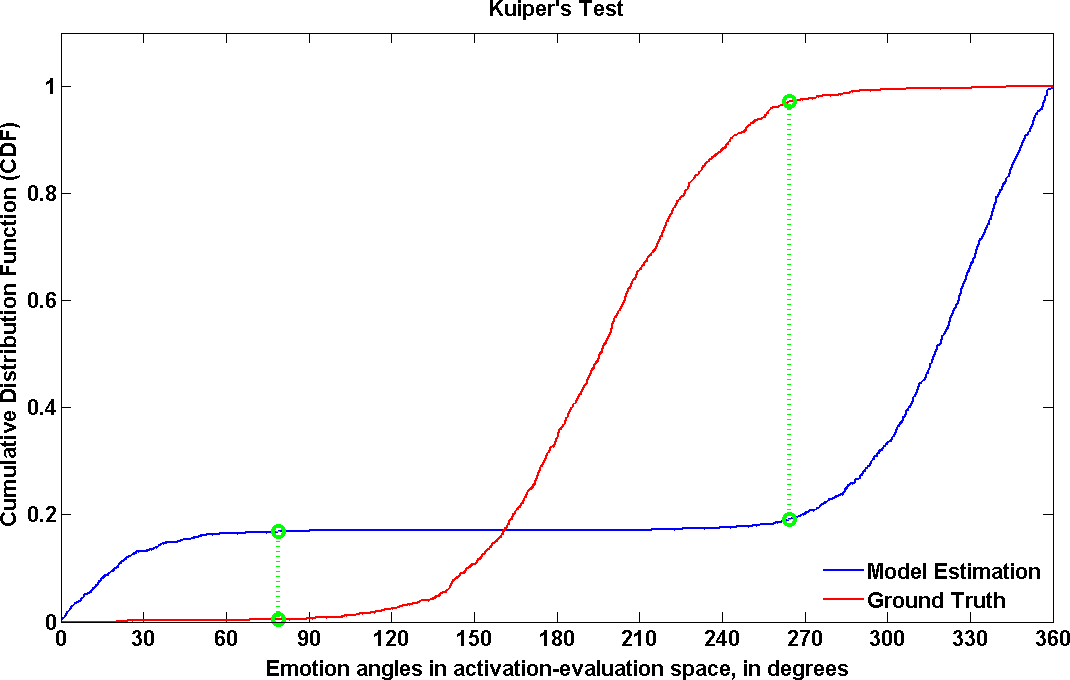 Kuiper's Test
Cumulative Distribution Function (CDF)
1
0.8
0.6
0.4
0.2
0
0 30 60 90 120 150 180 210 240 270 300 330 360
Model Estimation
Ground Truth
Emotion angles in activation-evaluation space, in degrees